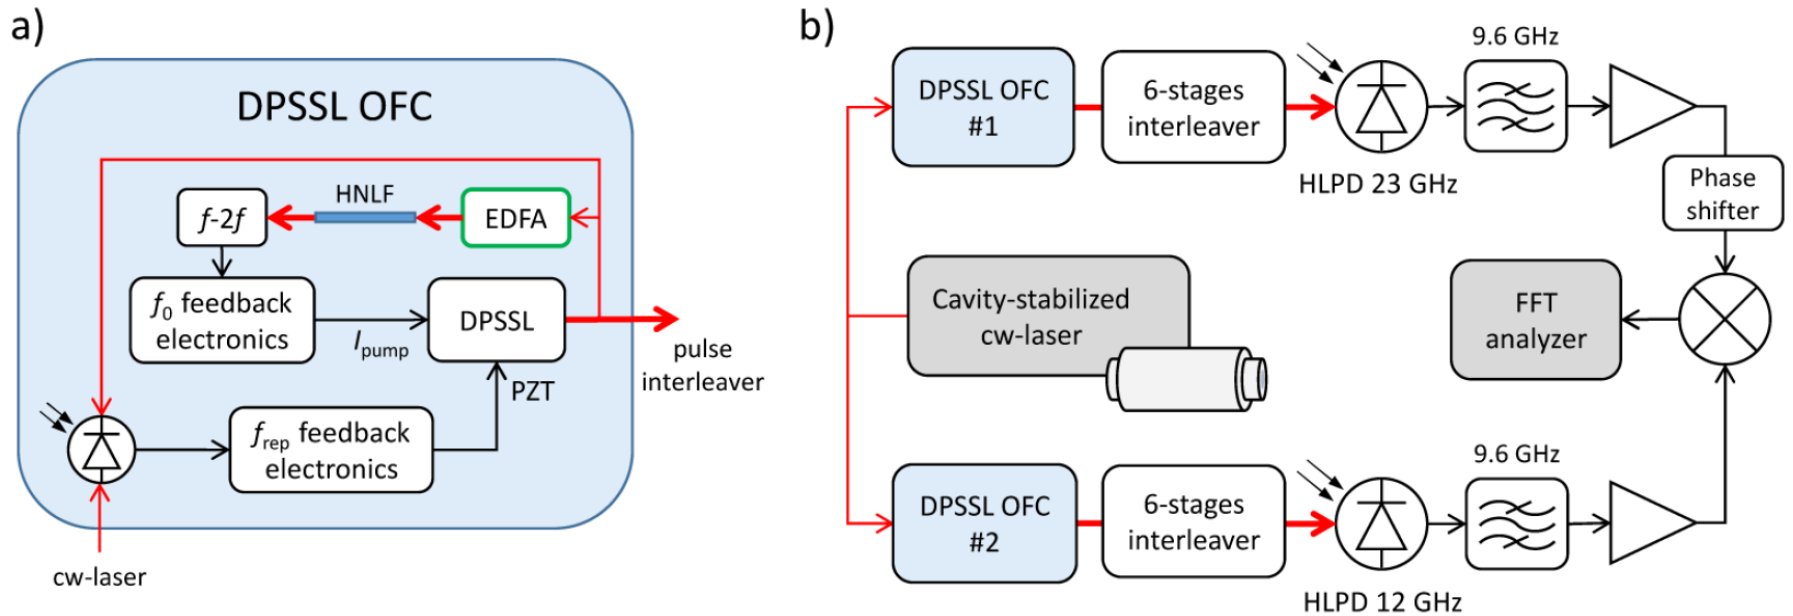 a)
DPSSL OFC
HNLF
f-2f
EDFA
f0 feedback
electronics
Ipump
DPSSL
pulse
interleaver
PZT
frep feedback
electronics
cw-laser
b)
DPSSL OFC
#1
6-stages
interleaver
HLPD 23 GHz
9.6 GHz
Phase
shifter
Cavity-stabilized
cw-laser
FFT
analyzer
DPSSL OFC
#2
6-stages
interleaver
HLPD 12 GHz
9.6 GHz